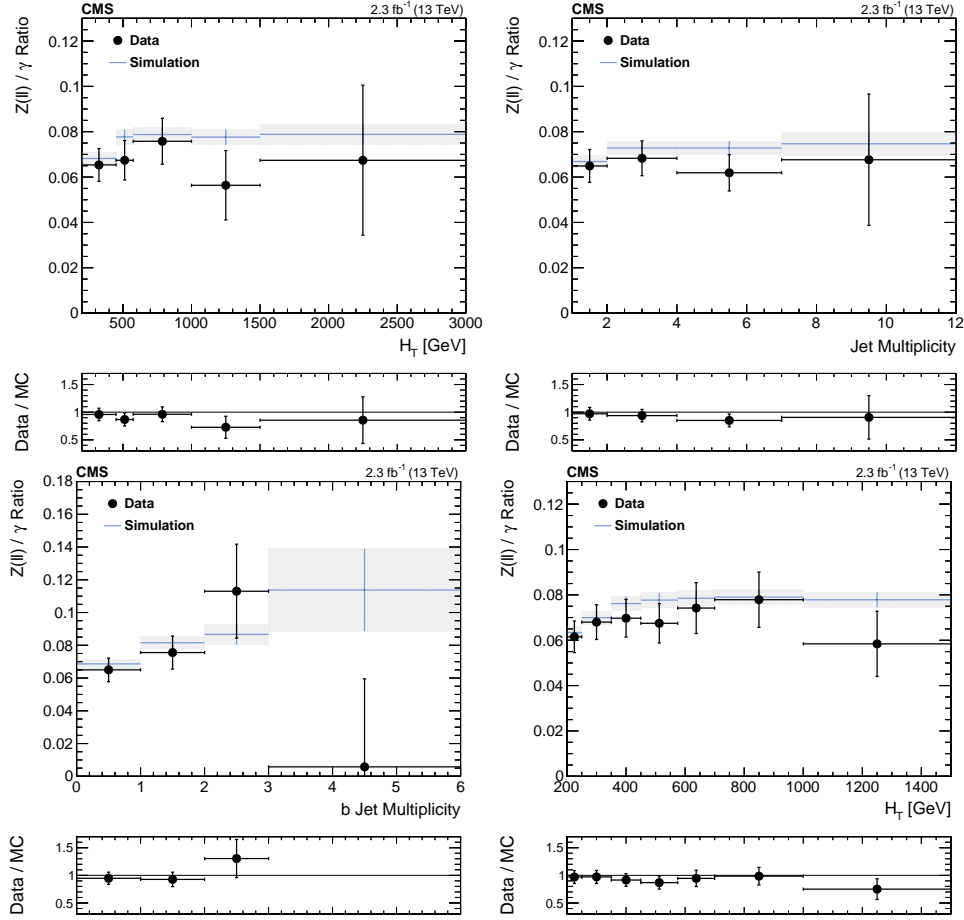 CMS 2.3 fb⁻¹ (13 TeV)
Z(ll) / γ Ratio
0.12
0.1
0.08
0.06
0.04
0.02
0
Data
Simulation
500 1000 1500 2000 2500 3000
H_T [GeV]
Data / MC
1.5
1
0.5
CMS 2.3 fb⁻¹ (13 TeV)
Z(ll) / γ Ratio
0.12
0.1
0.08
0.06
0.04
0.02
0
Data
Simulation
2 4 6 8 10 12
Jet Multiplicity
Data / MC
1.5
1
0.5
CMS 2.3 fb⁻¹ (13 TeV)
Z(ll) / γ Ratio
0.18
0.16
0.14
0.12
0.1
0.08
0.06
0.04
0.02
0
Data
Simulation
0 1 2 3 4 5 6
b Jet Multiplicity
Data / MC
1.5
1
0.5
CMS 2.3 fb⁻¹ (13 TeV)
Z(ll) / γ Ratio
0.12
0.1
0.08
0.06
0.04
0.02
0
Data
Simulation
200 400 600 800 1000 1200 1400
H_T [GeV]
Data / MC
1.5
1
0.5